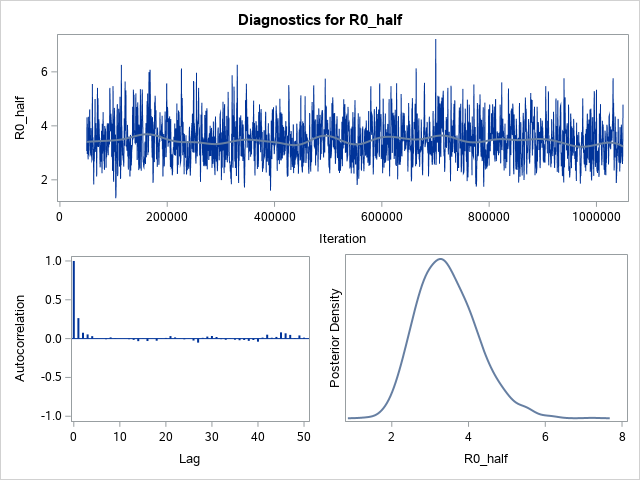 Diagnostics for R0_half
R0_half
6
4
2
0 200000 400000 600000 800000 1000000
Iteration
Autocorrelation
1.0
0.5
0.0
-0.5
-1.0
0 10 20 30 40 50
Lag
Posterior Density
2 4 6 8
R0_half